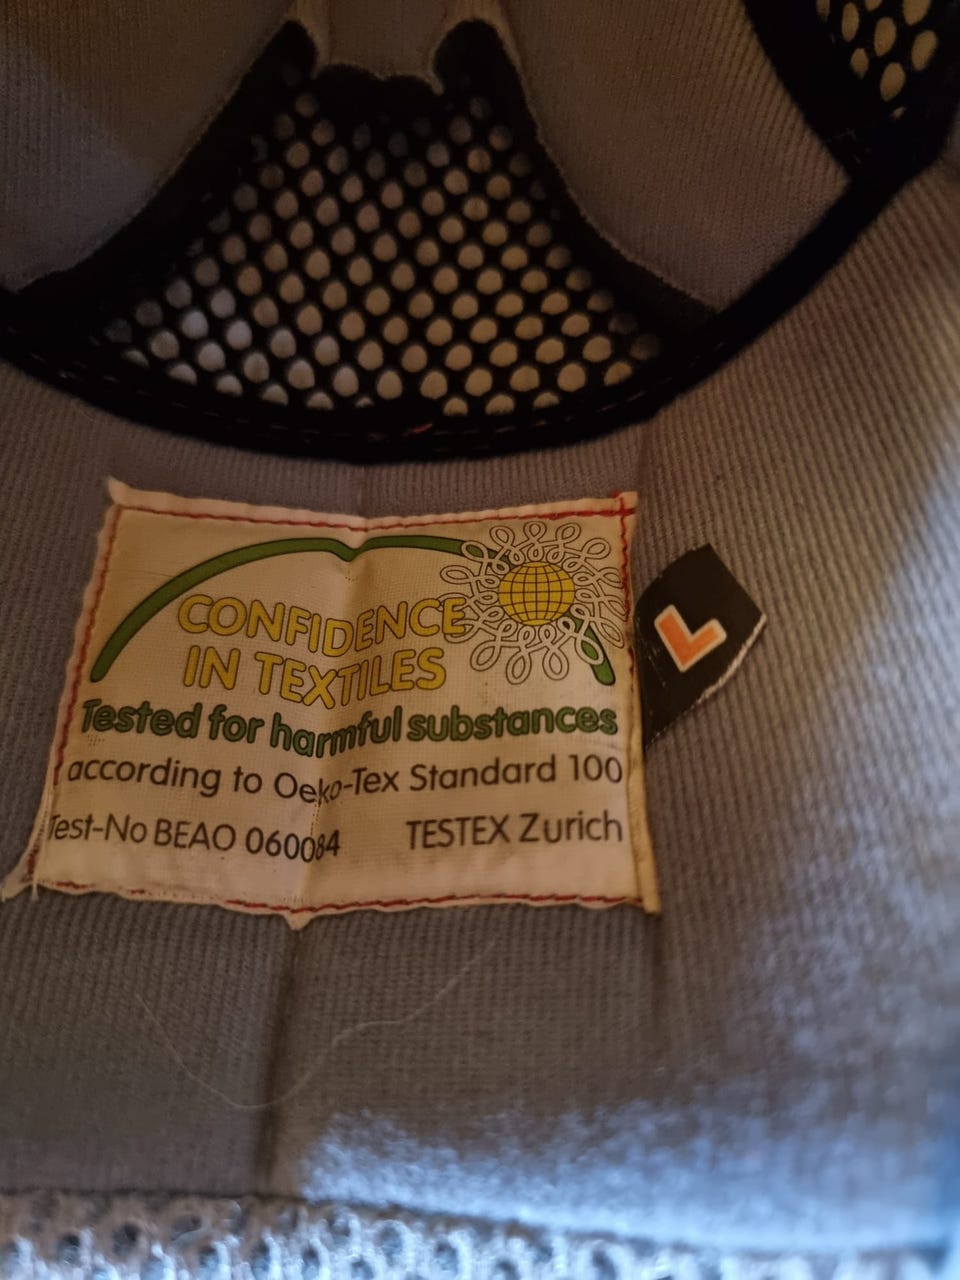 CONFIDENCE
IN TEXTILES
Tested for harmful substances
according to Oeko-Tex Standard 100
Test-No BEAO 060084 TESTEX Zurich
L